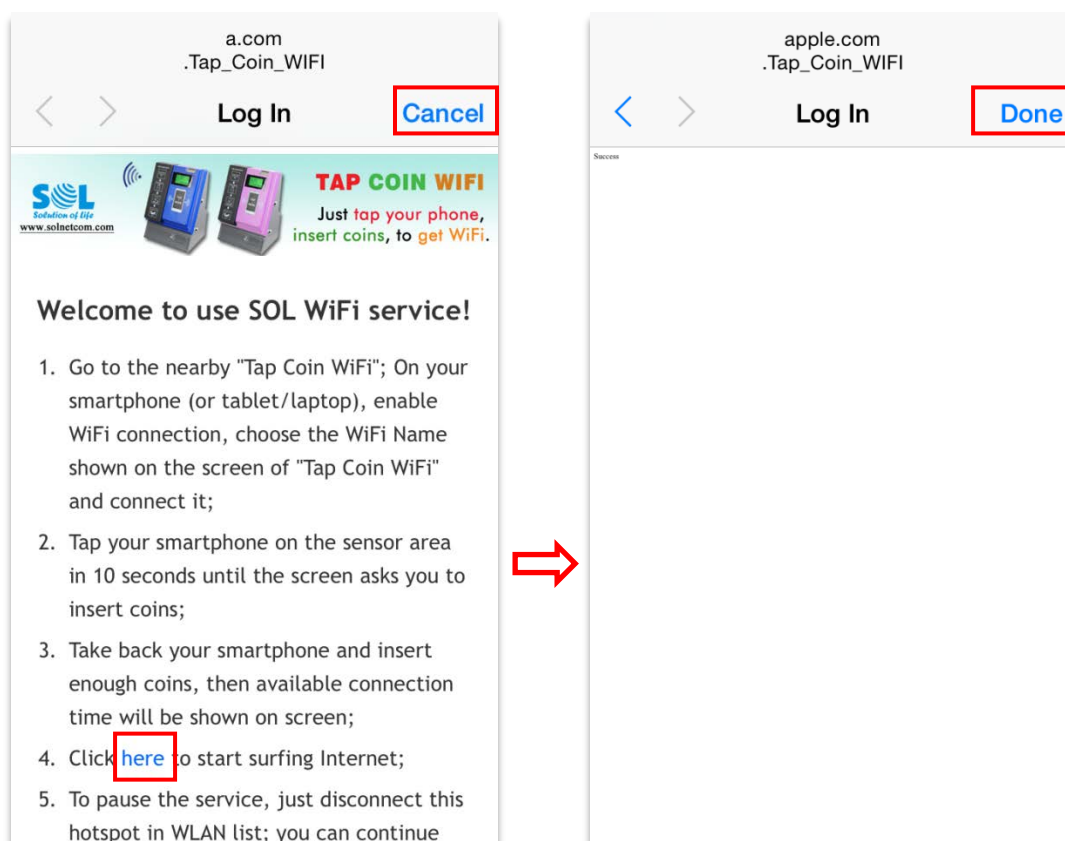 a.com
.Tap_Coin_WIFI
Log In
Cancel
SOL
Solution of life
www.solnetcom.com
TAP COIN WIFI
Just tap your phone,
insert coins, to get WiFi.
Welcome to use SOL WiFi service!
1. Go to the nearby "Tap Coin WiFi"; On your
smartphone (or tablet/laptop), enable
WiFi connection, choose the WiFi Name
shown on the screen of "Tap Coin WiFi"
and connect it;
2. Tap your smartphone on the sensor area
in 10 seconds until the screen asks you to
insert coins;
3. Take back your smartphone and insert
enough coins, then available connection
time will be shown on screen;
4. Click here to start surfing Internet;
5. To pause the service, just disconnect this
hotspot in WLAN list; you can continue
apple.com
.Tap_Coin_WIFI
Log In
Done
Success